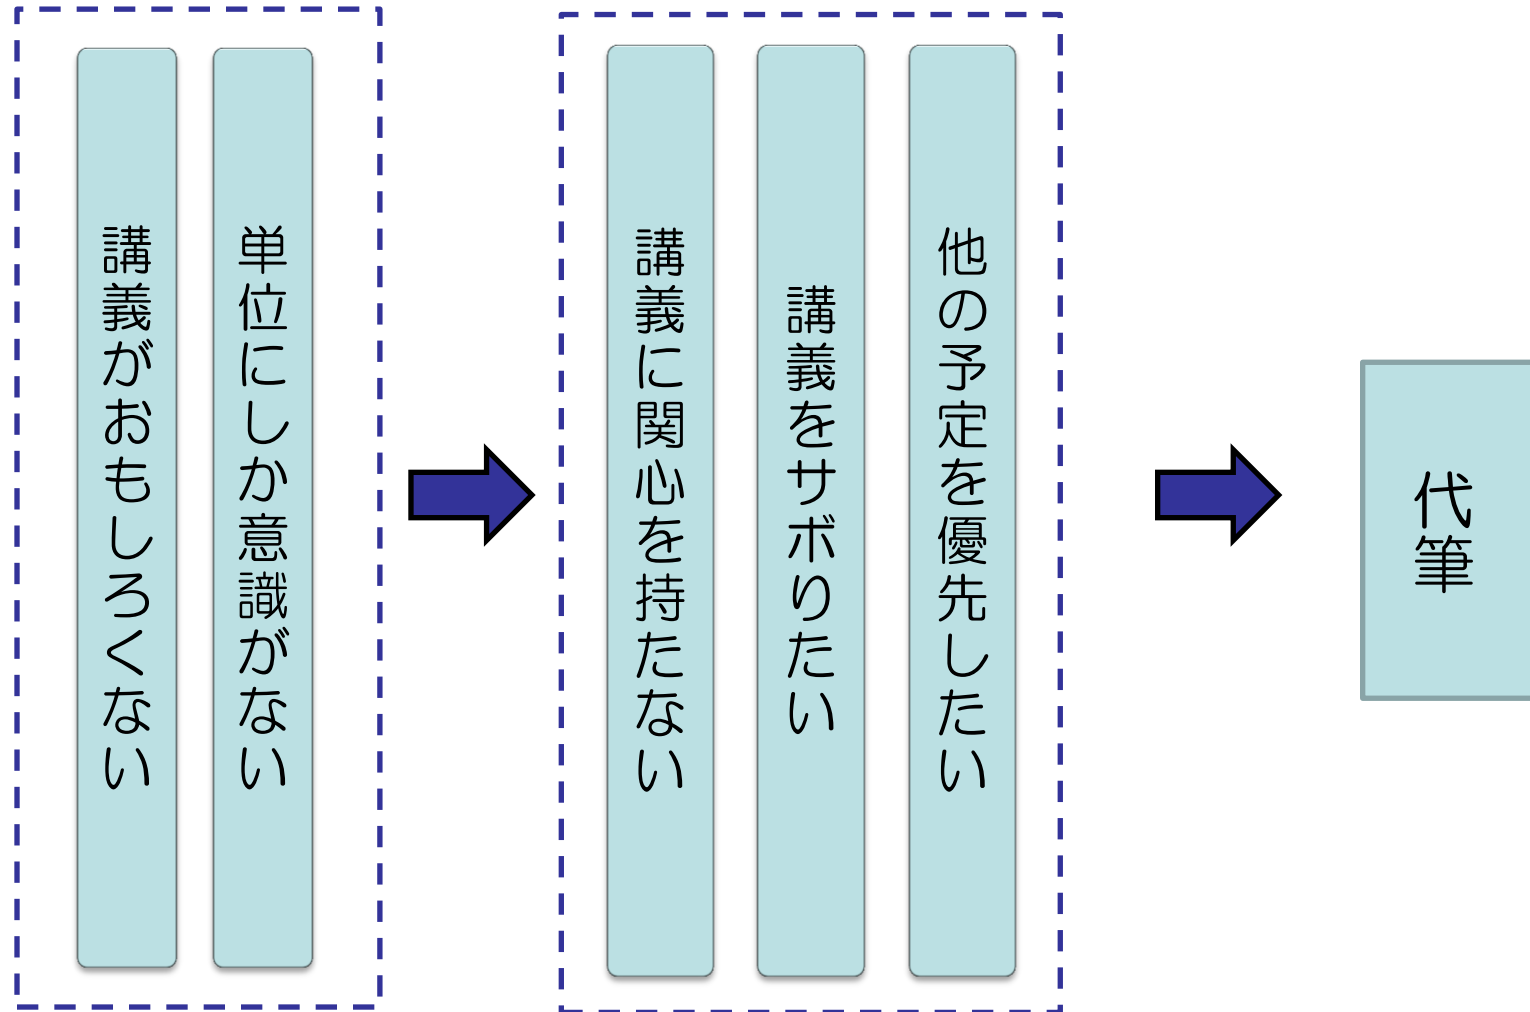 講義がおもしろくない
単位にしか意識がない
講義に関心を持たない
講義をサボりたい
他の予定を優先したい
代筆